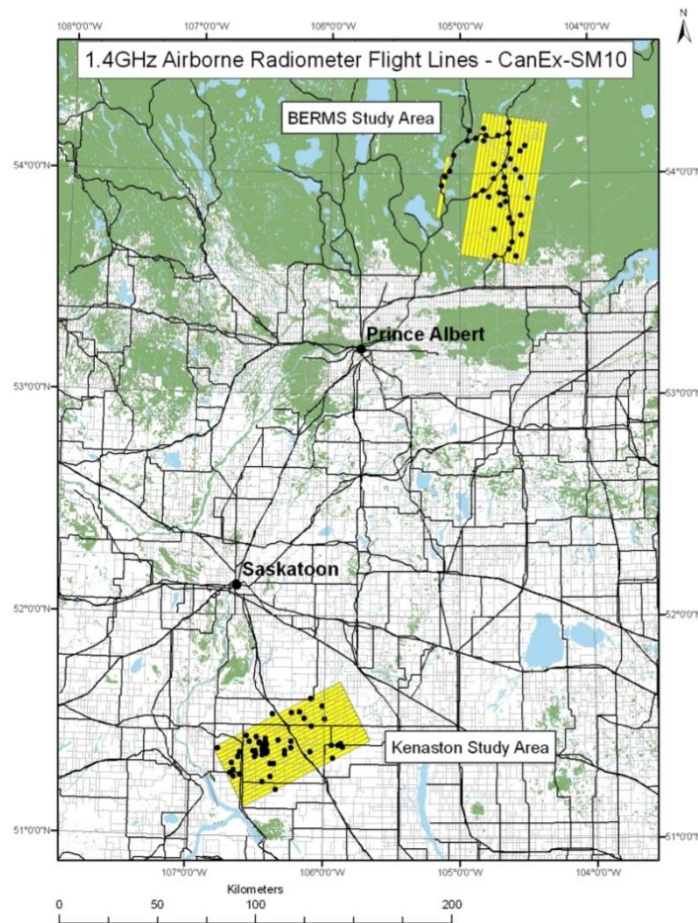 108°0'0"W 107°0'0"W 106°0'0"W 105°0'0"W 104°0'0"W
N
1.4GHz Airborne Radiometer Flight Lines - CanEx-SM10
BERMS Study Area
54°0'0"N 54°0'0"N
Prince Albert
53°0'0"N 53°0'0"N
Saskatoon
52°0'0"N 52°0'0"N
Kenaston Study Area
51°0'0"N 51°0'0"N
107°0'0"W 106°0'0"W 105°0'0"W 104°0'0"W
Kilometers
0 50 100 200